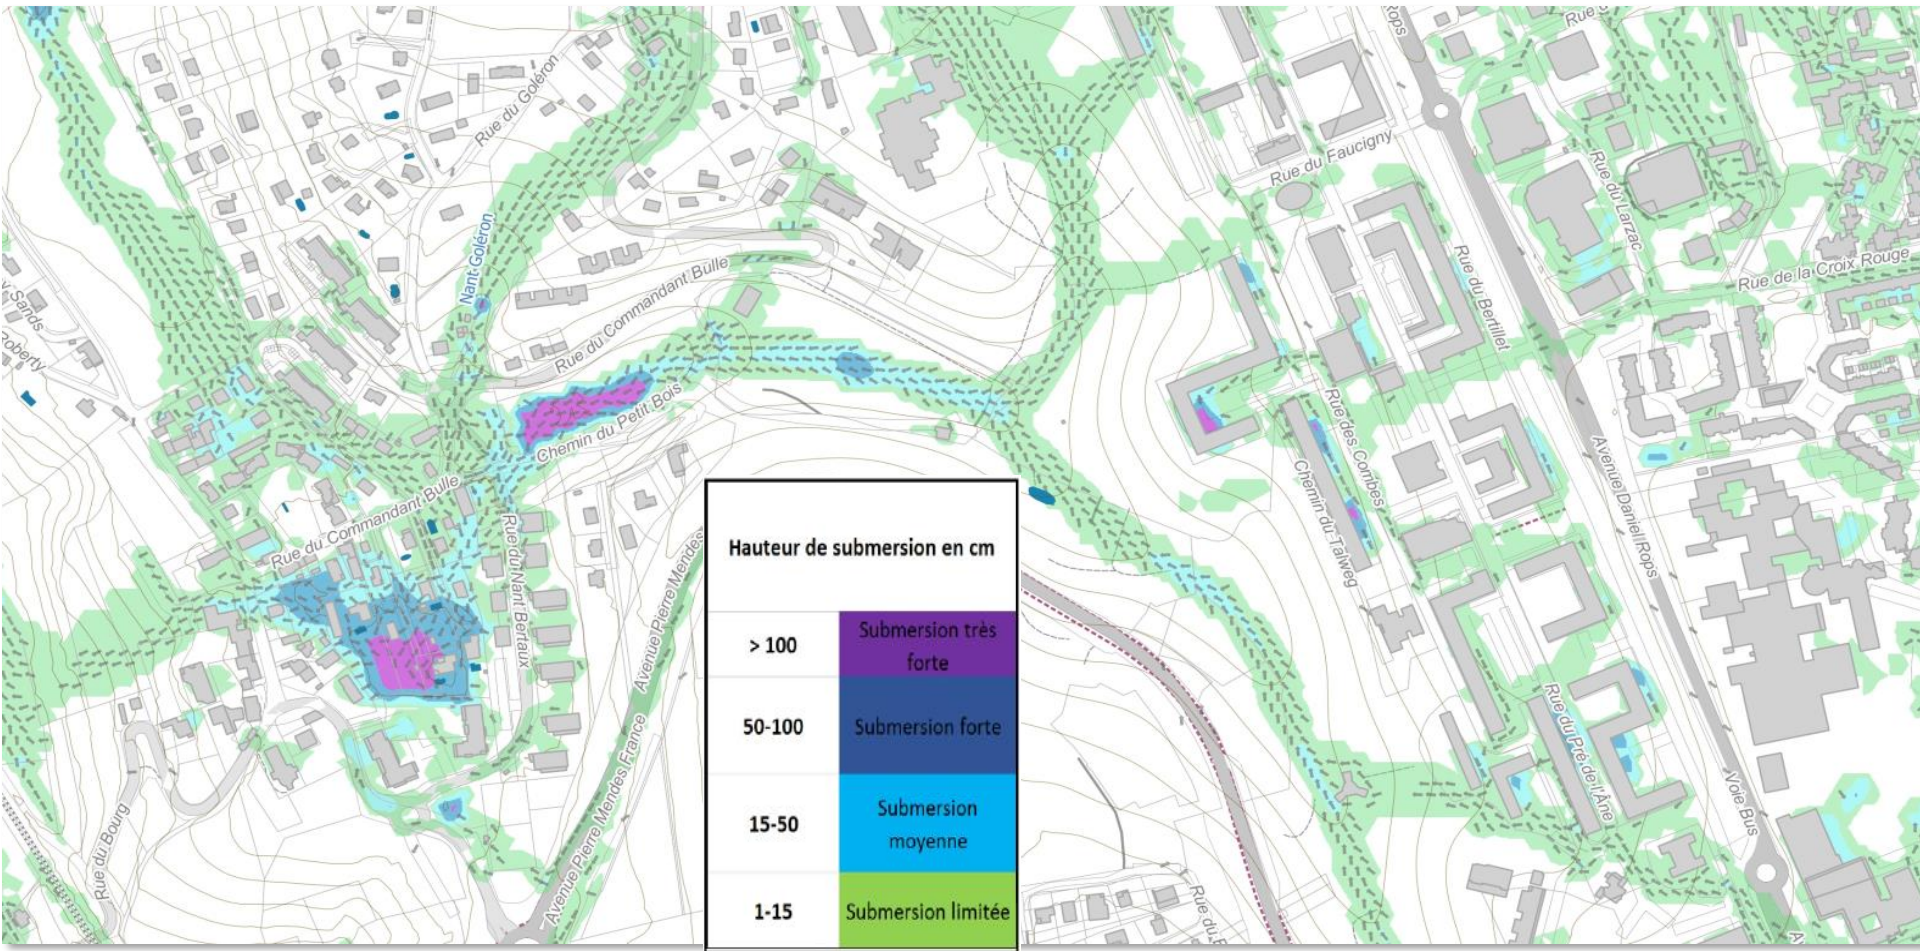 Rue du Goléron
Rops
Rue du Faucigny
Rue du Larzac
Rue de la Croix Rouge
Nant Goléron
Rue du Commandant Bulle
Rue du Bertillet
Sands
Roberty
Chemin du Petit Bois
Rue des Combes
Chemin du Talweg
Avenue Daniel Rops
Rue du Commandant Bulle
Rue du Nant Bertaux
Avenue Pierre Mendes
Avenue Pierre Mendes France
Hauteur de submersion en cm
> 100
Submersion très
forte
50-100
Submersion forte
15-50
Submersion
moyenne
1-15
Submersion limitée
Rue du Pré de l'Âne
Voie Bus
Rue du Bourg
Rue du